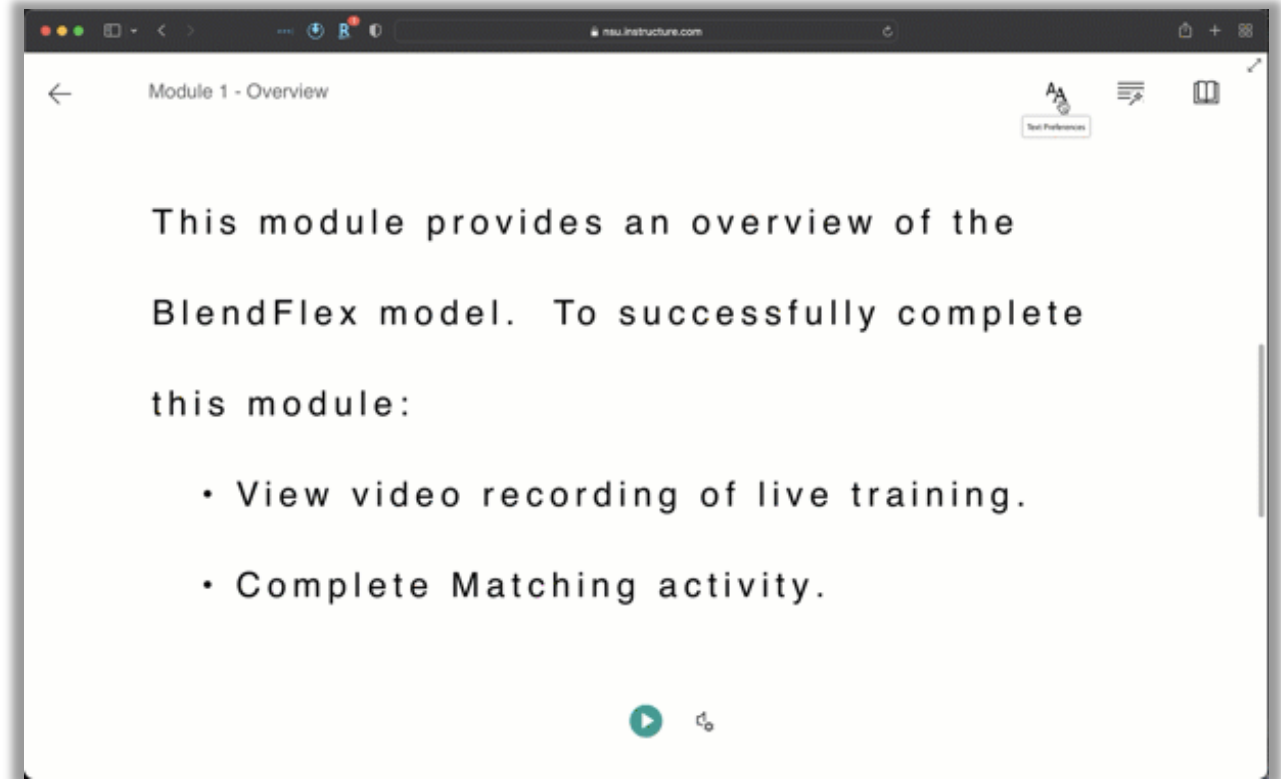 nsu.instructure.com
Module 1 - Overview
Text Preferences
This module provides an overview of the
BlendFlex model.  To successfully complete
this module:
• View video recording of live training.
• Complete Matching activity.